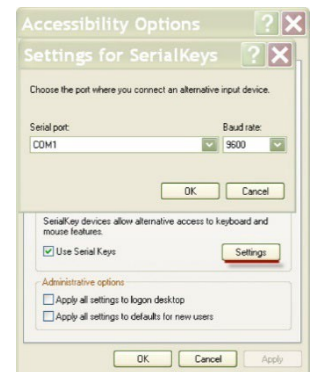 Accessibility Options
Settings for SerialKeys
Choose the port where you connect an alternative input device.
Serial port:
Baud rate:
COM1
9600
OK
Cancel
SerialKey devices allow alternative access to keyboard and
mouse features.
Use Serial Keys
Settings
Administrative options
Apply all settings to logon desktop
Apply all settings to defaults for new users
OK
Cancel
Apply